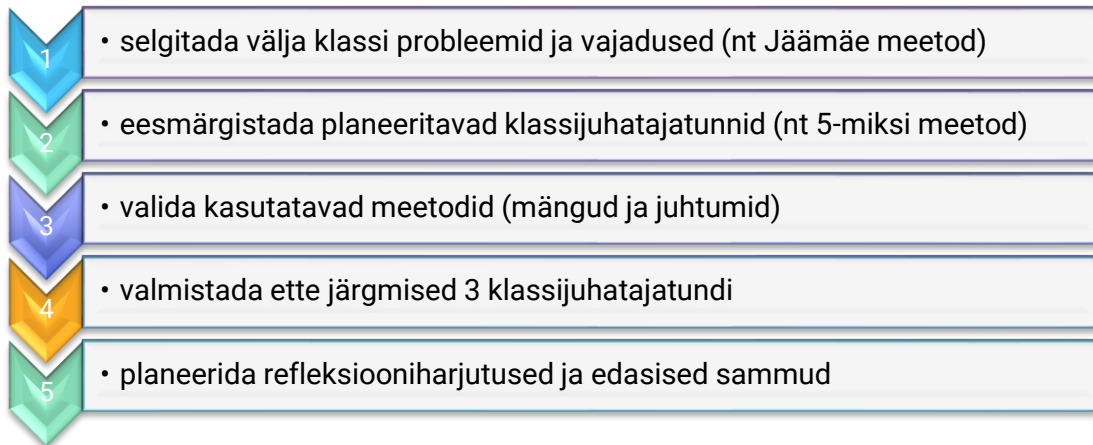 1
• selgitada välja klassi probleemid ja vajadused (nt Jäämäe meetod)
2
• eesmärgistada planeeritavad klassijuhatajatunnid (nt 5-miksi meetod)
3
• valida kasutatavad meetodid (mängud ja juhtumid)
4
• valmistada ette järgmised 3 klassijuhatajatundi
5
• planeerida refleksiooniharjutused ja edasised sammud